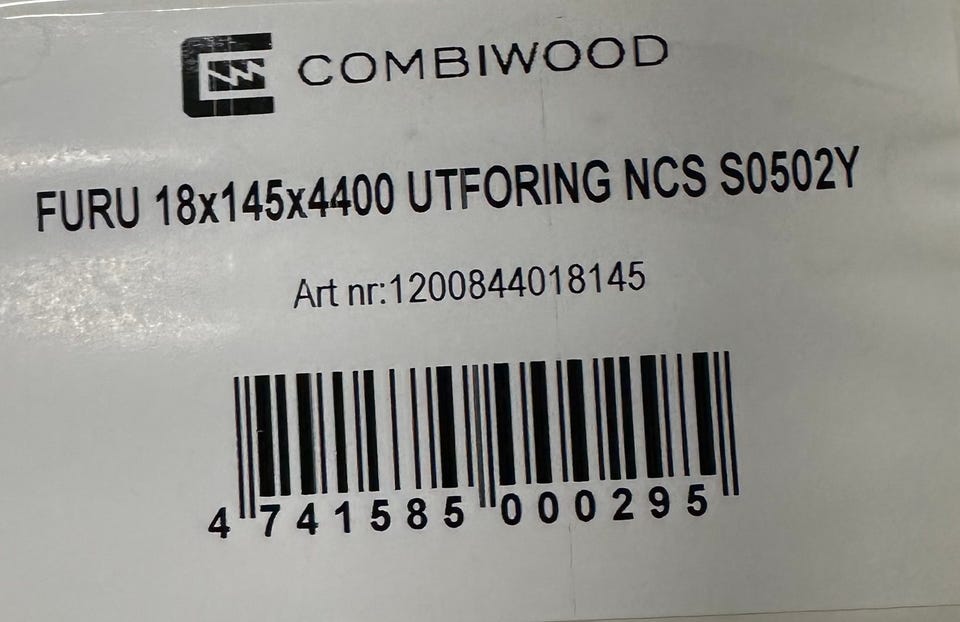 COMBIWOOD
FURU 18x145x4400 UTFORING NCS S0502Y
Art nr:1200844018145
4 741585 000295